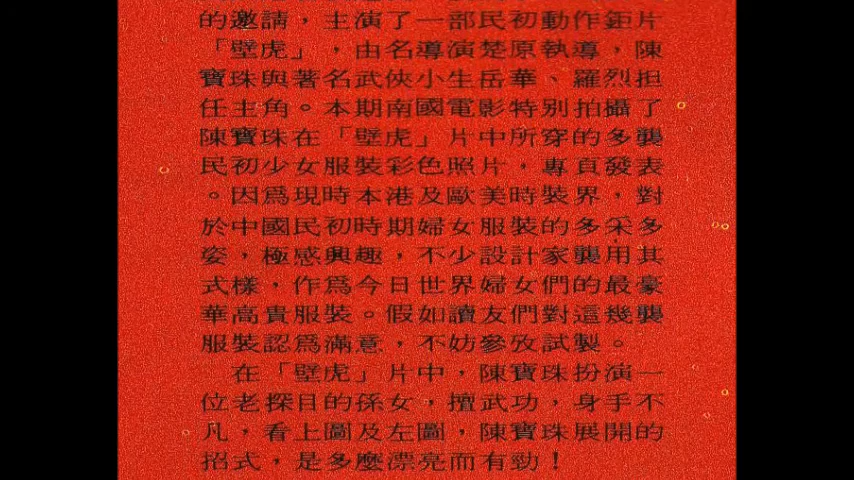 的邀請，主演了一部民初動作鉅片
「壁虎」，由名導演楚原執導，陳
寶珠與著名武俠小生岳華、羅烈担
任主角。本期南國電影特別拍攝了
陳寶珠在「壁虎」片中所穿的多襲
民初少女服裝彩色照片，專頁發表
。因爲現時本港及歐美時裝界，對
於中國民初時期婦女服裝的多采多
姿，極感興趣，不少設計家襲用其
式樣，作爲今日世界婦女們的最豪
華高貴服裝。假如讀友們對這幾襲
服裝認爲滿意，不妨參攷試製。
在「壁虎」片中，陳寶珠扮演一
位老探目的孫女，擅武功，身手不
凡，看上圖及左圖，陳寶珠展開的
招式，是多麼漂亮而有勁！